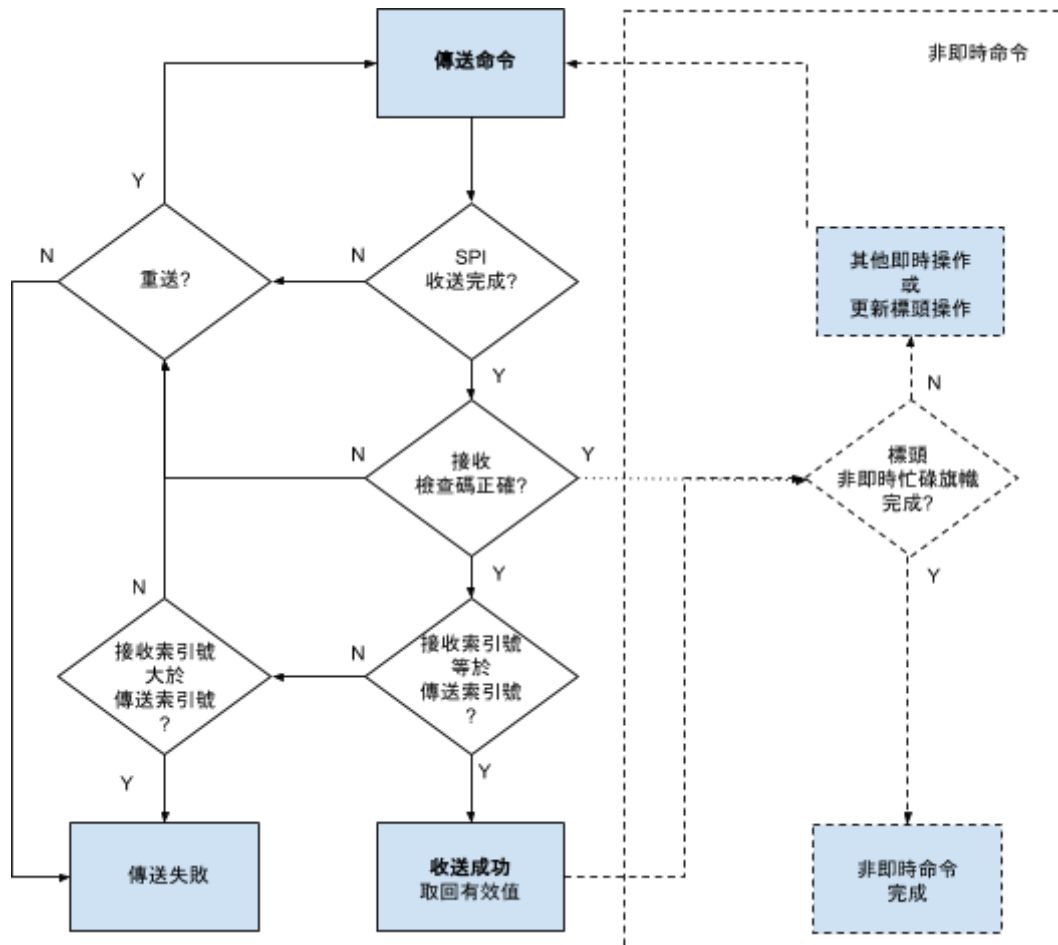 傳送命令
非即時命令
Y
N
重送?
N
SPI
收送完成?
其他即時操作
或
更新標頭操作
Y
N
N
接收
檢查碼正確?
Y
標頭
非即時忙碌旗幟
完成?
N
Y
Y
接收索引號
大於
傳送索引號
?
N
接收索引號
等於
傳送索引號
?
Y
Y
傳送失敗
收送成功
取回有效值
非即時命令
完成